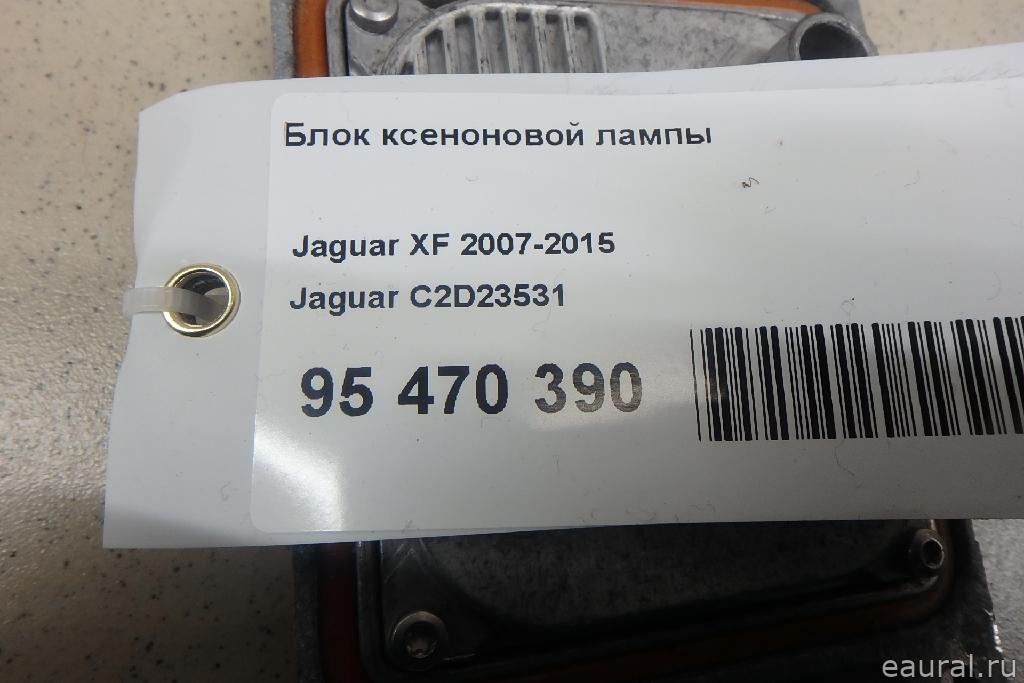 Блок ксеноновой лампы
Jaguar XF 2007-2015
Jaguar C2D23531
95 470 390
eaural.ru